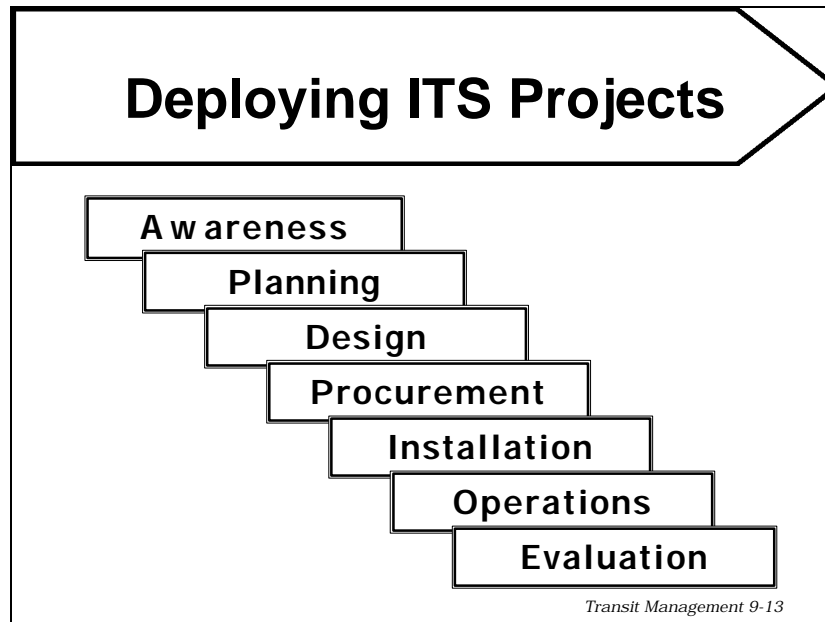 Deploying ITS Projects
Awareness
Planning
Design
Procurement
Installation
Operations
Evaluation
Transit Management 9-13